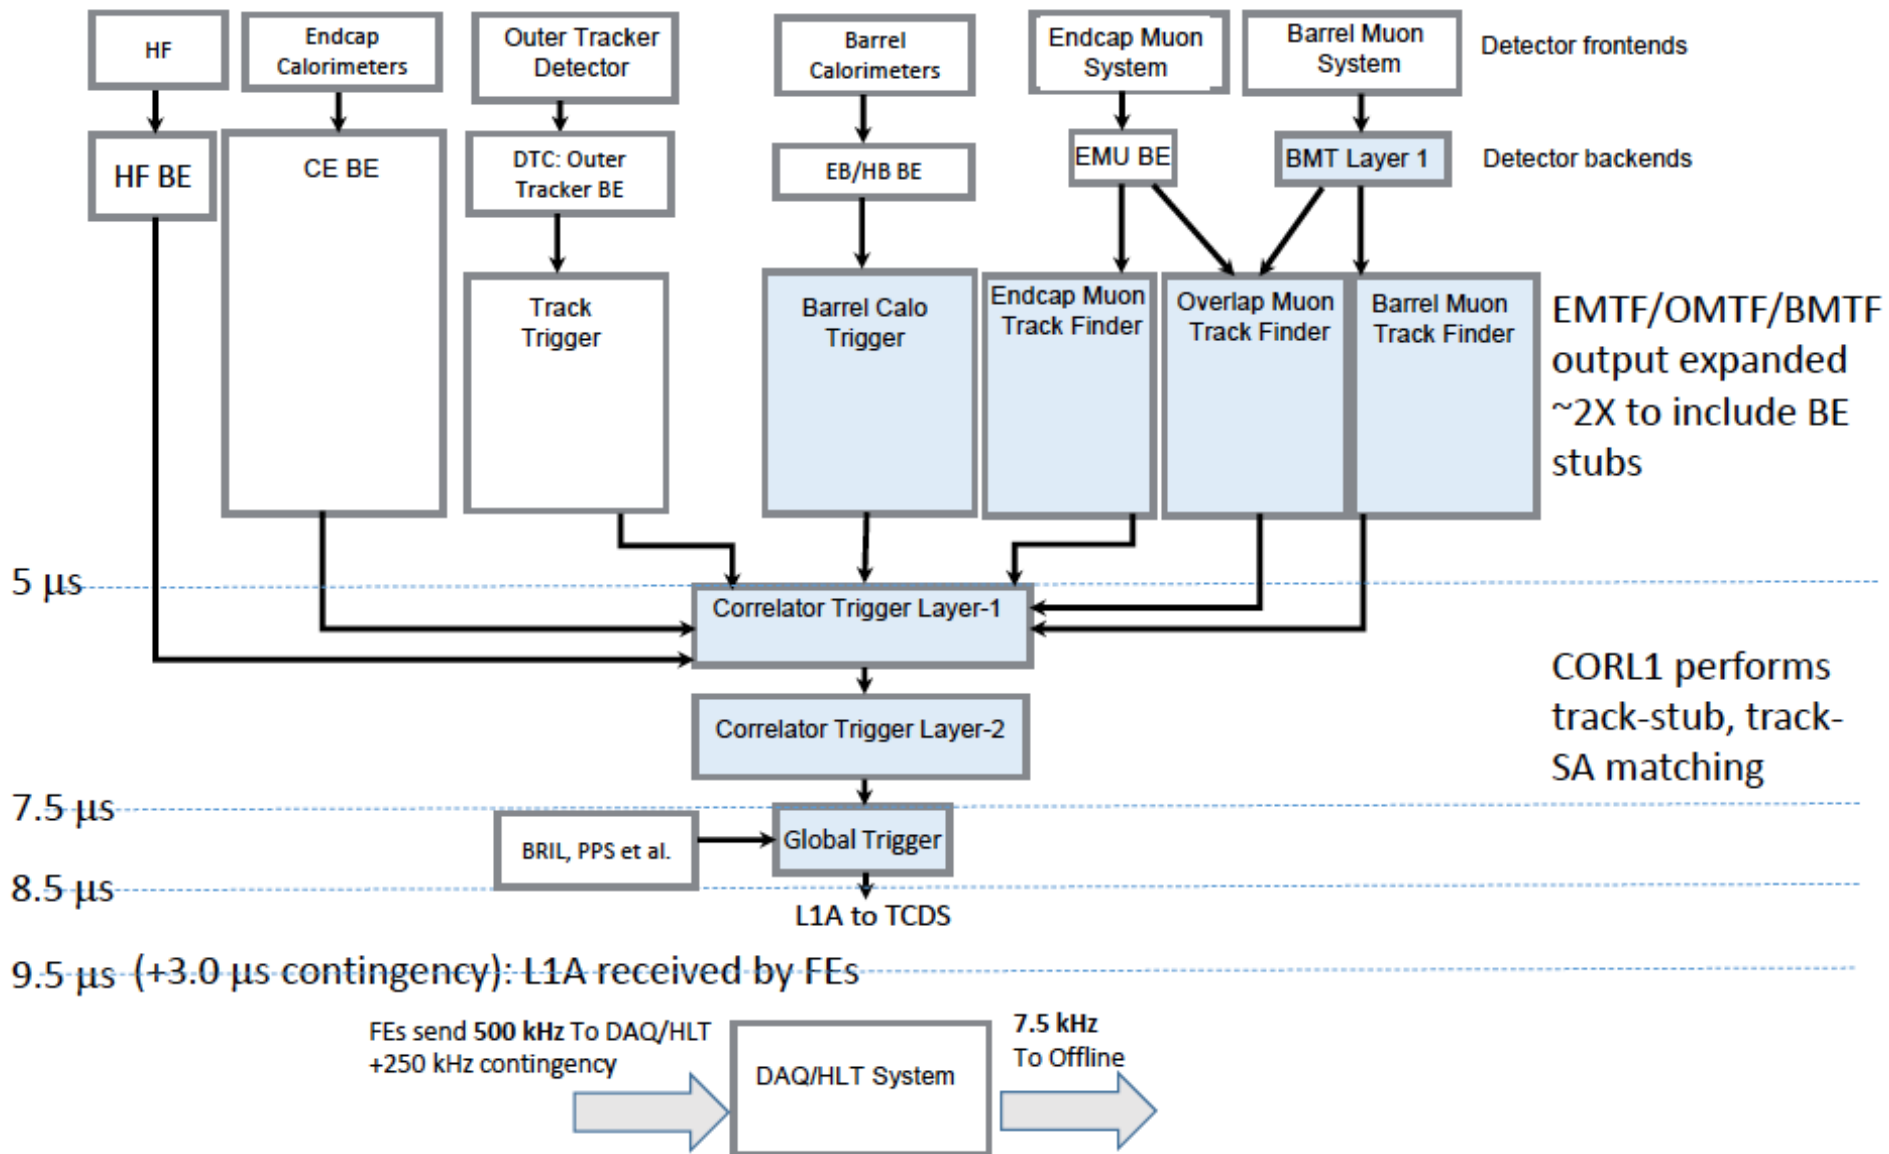 HF
Endcap
Calorimeters
Outer Tracker
Detector
Barrel
Calorimeters
Endcap Muon
System
Barrel Muon
System
Detector frontends
HF BE
CE BE
DTC: Outer
Tracker BE
EB/HB BE
EMU BE
BMT Layer 1
Detector backends
Track
Trigger
Barrel Calo
Trigger
Endcap Muon
Track Finder
Overlap Muon
Track Finder
Barrel Muon
Track Finder
EMTF/OMTF/BMTF
output expanded
~2X to include BE
stubs
5 μs
Correlator Trigger Layer-1
CORL1 performs
track-stub, track-
SA matching
Correlator Trigger Layer-2
7.5 μs
BRIL, PPS et al.
Global Trigger
8.5 μs
L1A to TCDS
9.5 μs (+3.0 μs contingency): L1A received by FEs
FEs send 500 kHz To DAQ/HLT
+250 kHz contingency
DAQ/HLT System
7.5 kHz
To Offline